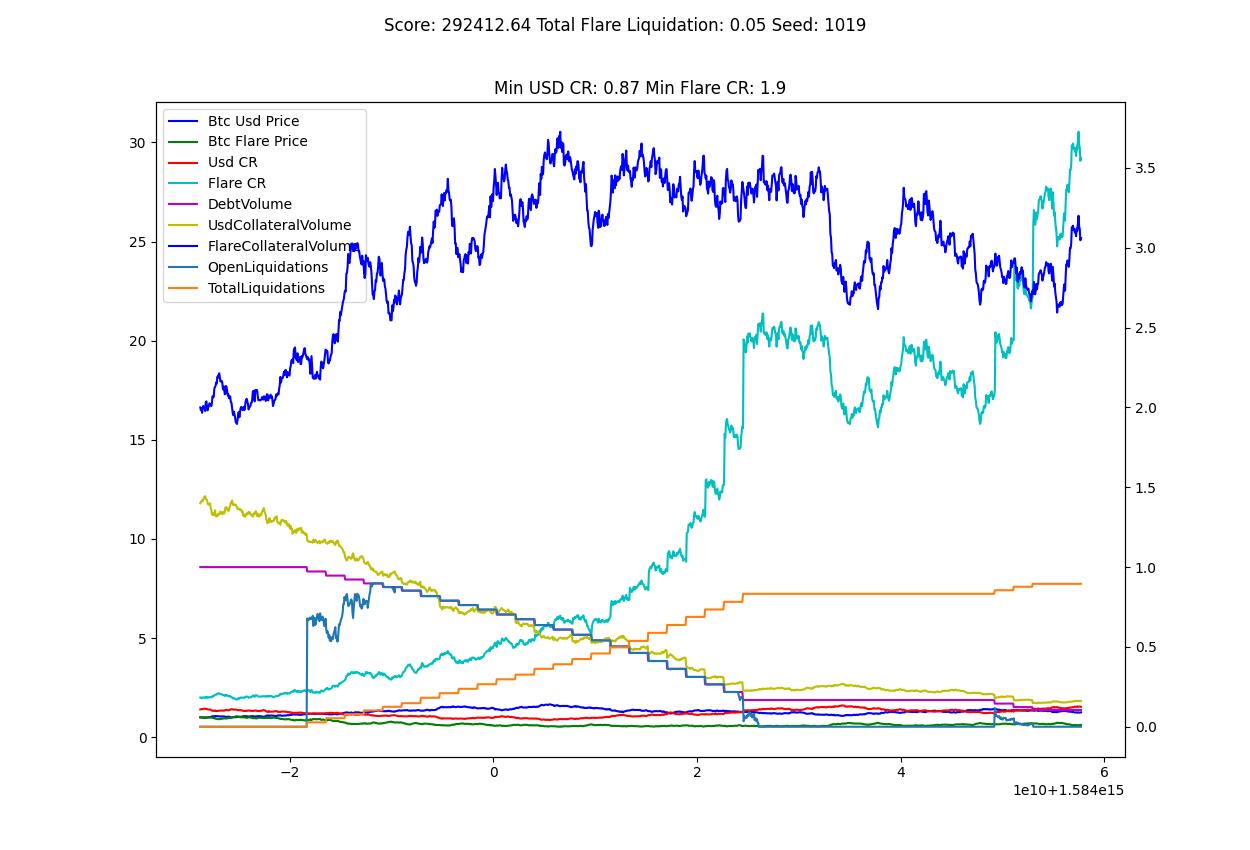 Score: 292412.64 Total Flare Liquidation: 0.05 Seed: 1019
Min USD CR: 0.87 Min Flare CR: 1.9
Btc Usd Price
Btc Flare Price
Usd CR
Flare CR
DebtVolume
UsdCollateralVolume
FlareCollateralVolume
OpenLiquidations
TotalLiquidations
30
25
20
15
10
5
0
3.5
3.0
2.5
2.0
1.5
1.0
0.5
0.0
−2 0 2 4 6
1e10+1.584e15